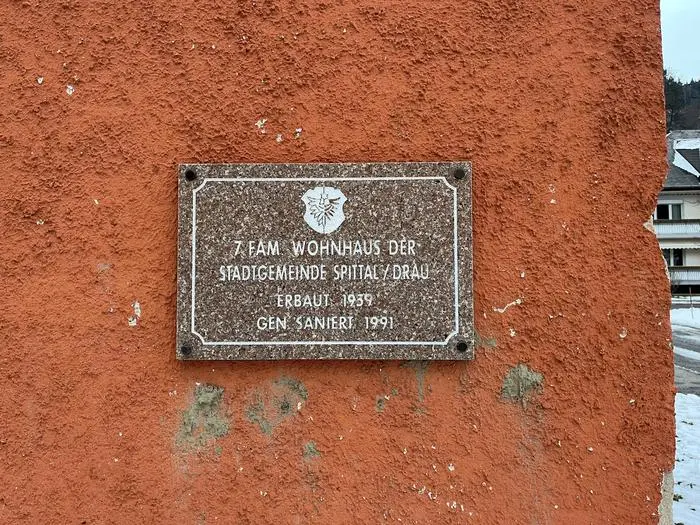 7. FAM. WOHNHAUS DER
STADTGEMEINDE SPITTAL/DRAU
ERBAUT 1939
GEN. SANIERT 1991